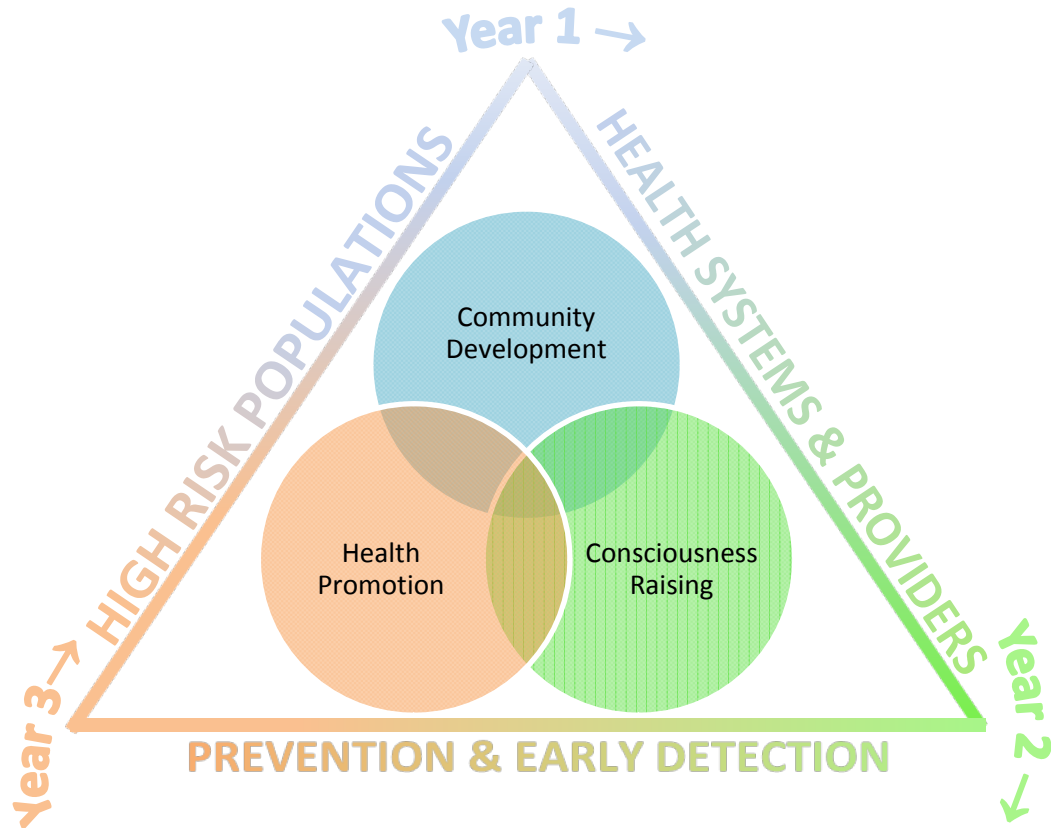 Year 1 →
HIGH RISK POPULATIONS
HEALTH SYSTEMS & PROVIDERS
Community
Development
Health
Promotion
Consciousness
Raising
Year 3→
Year 2 →
PREVENTION & EARLY DETECTION